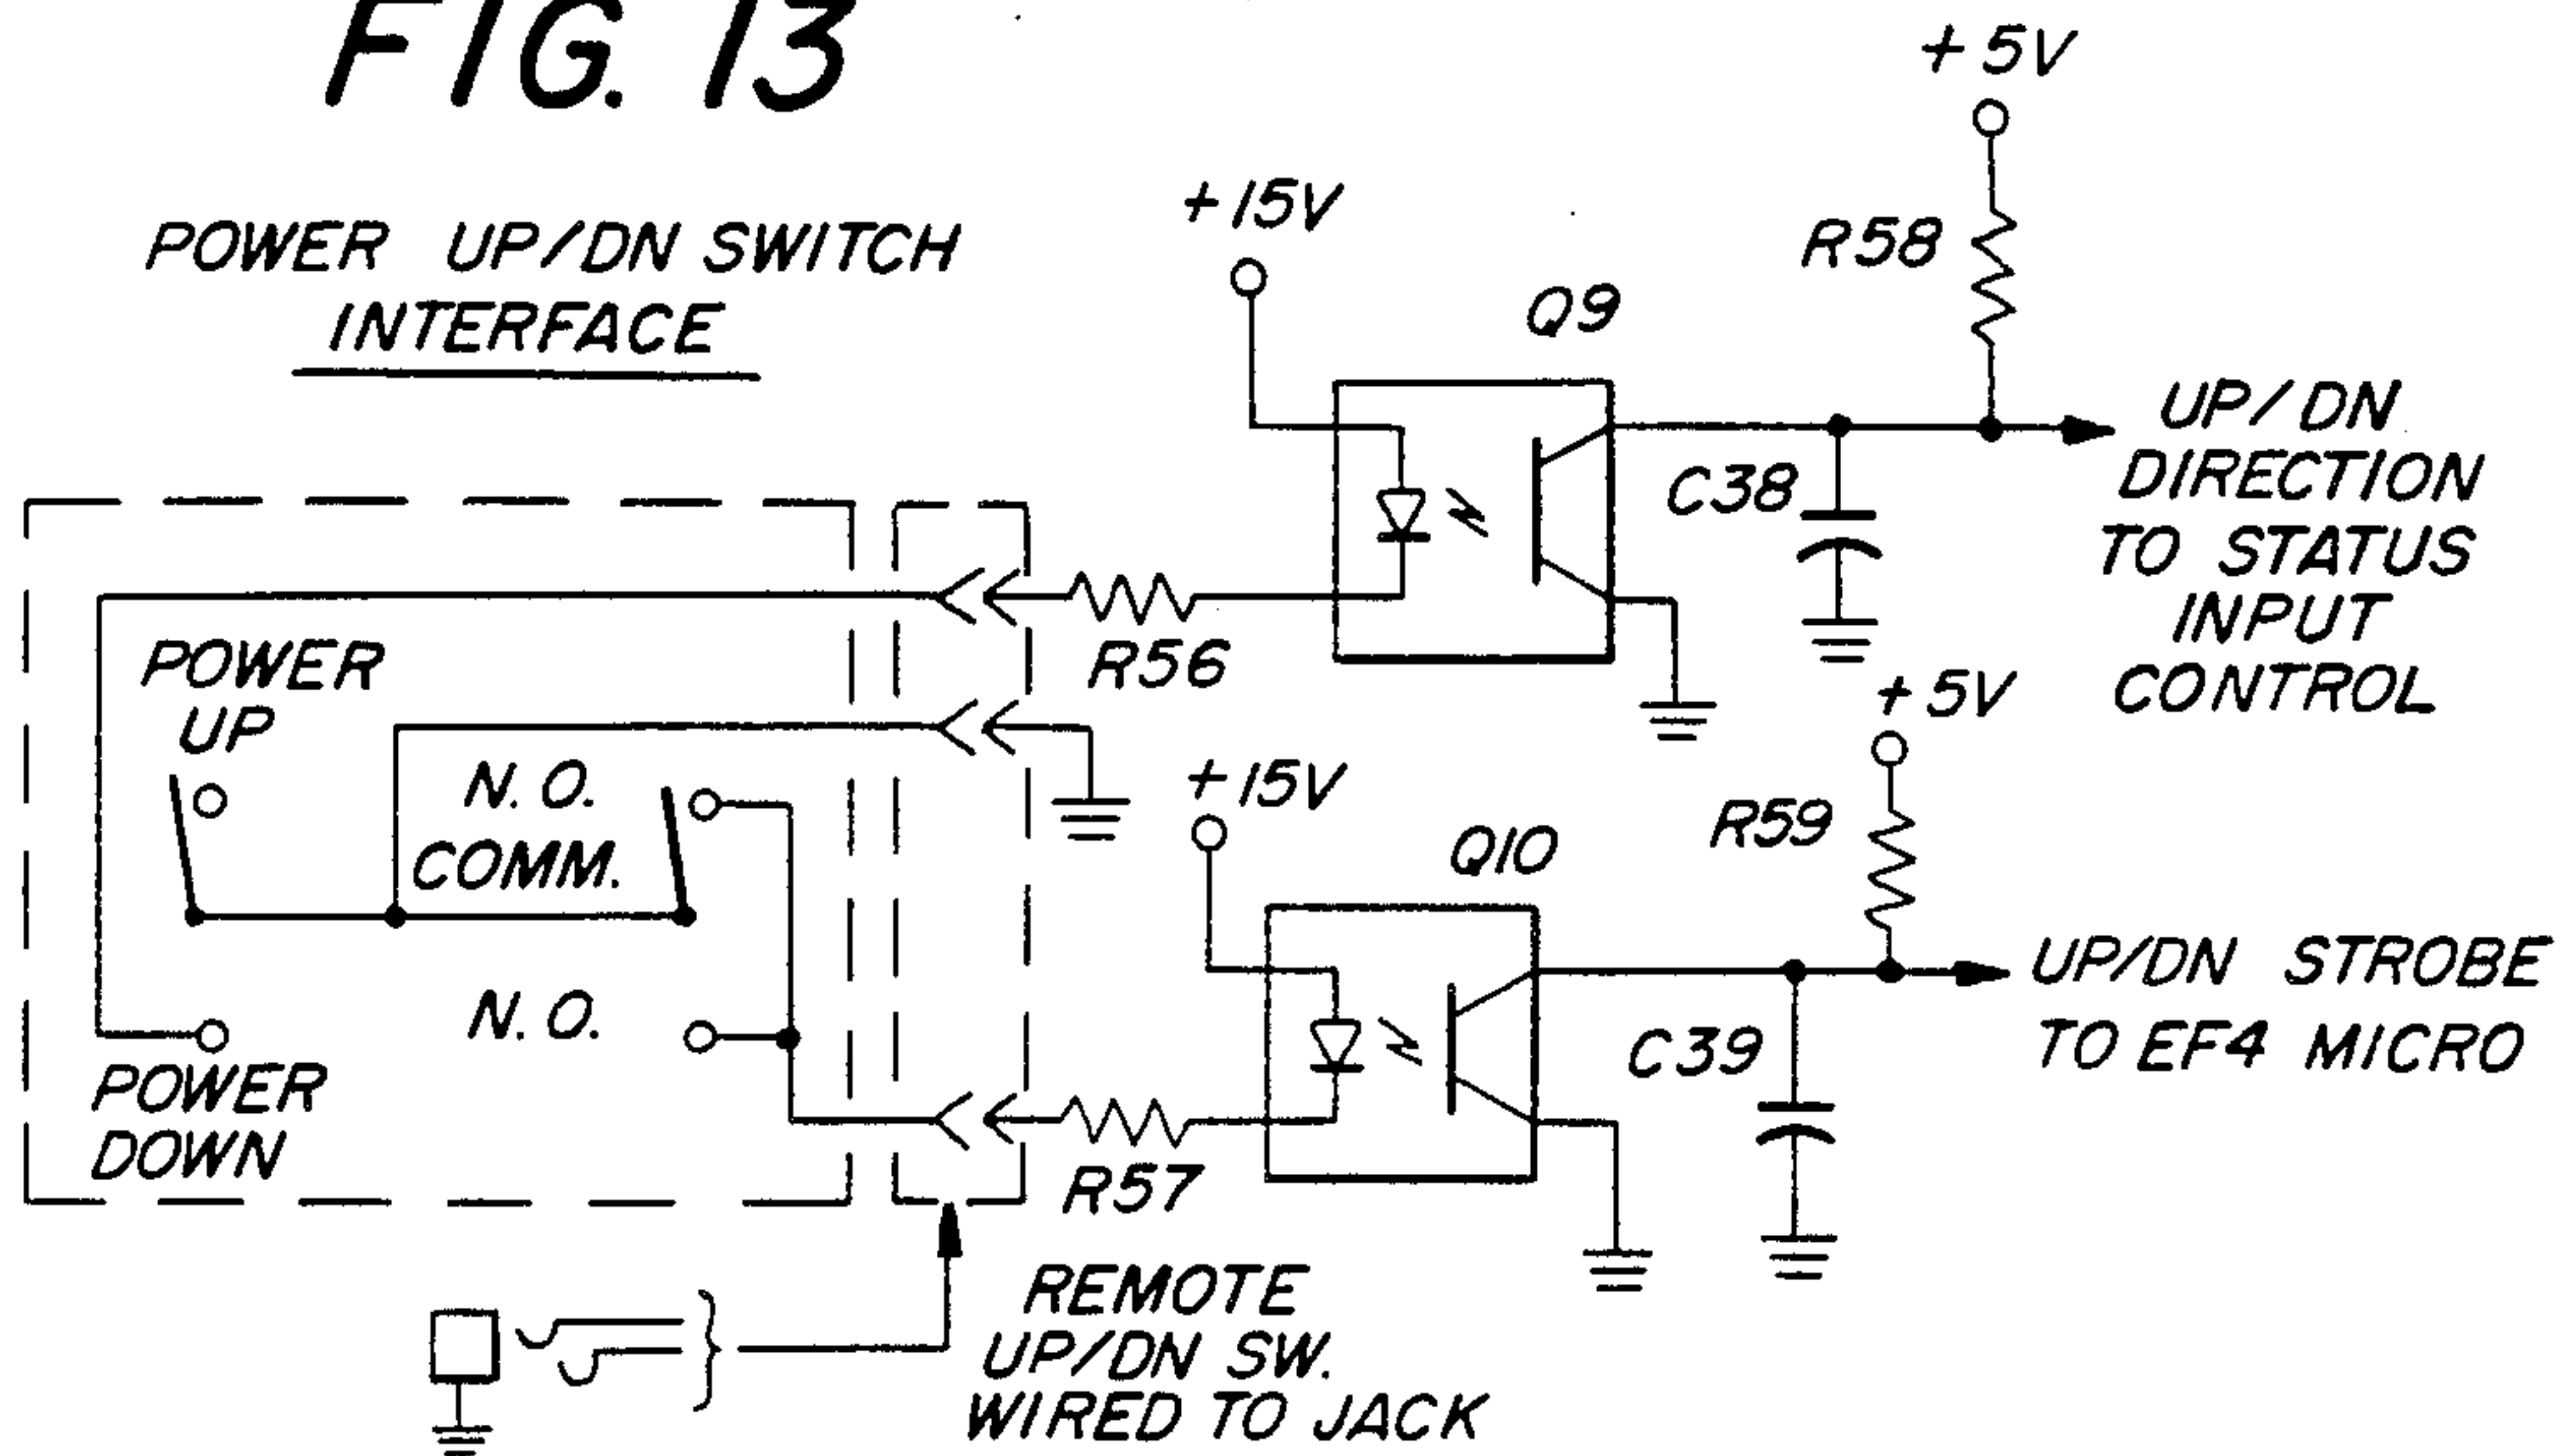 FIG. 13
POWER UP/DN SWITCH
INTERFACE
+5V
+15V
R58
Q9
UP/DN
DIRECTION
TO STATUS
INPUT
CONTROL
C38
R56
POWER
UP
N.O.
COMM.
+15V
+5V
R59
Q10
N.O.
UP/DN STROBE
TO EF4 MICRO
C39
POWER
DOWN
R57
REMOTE
UP/DN SW.
WIRED TO JACK